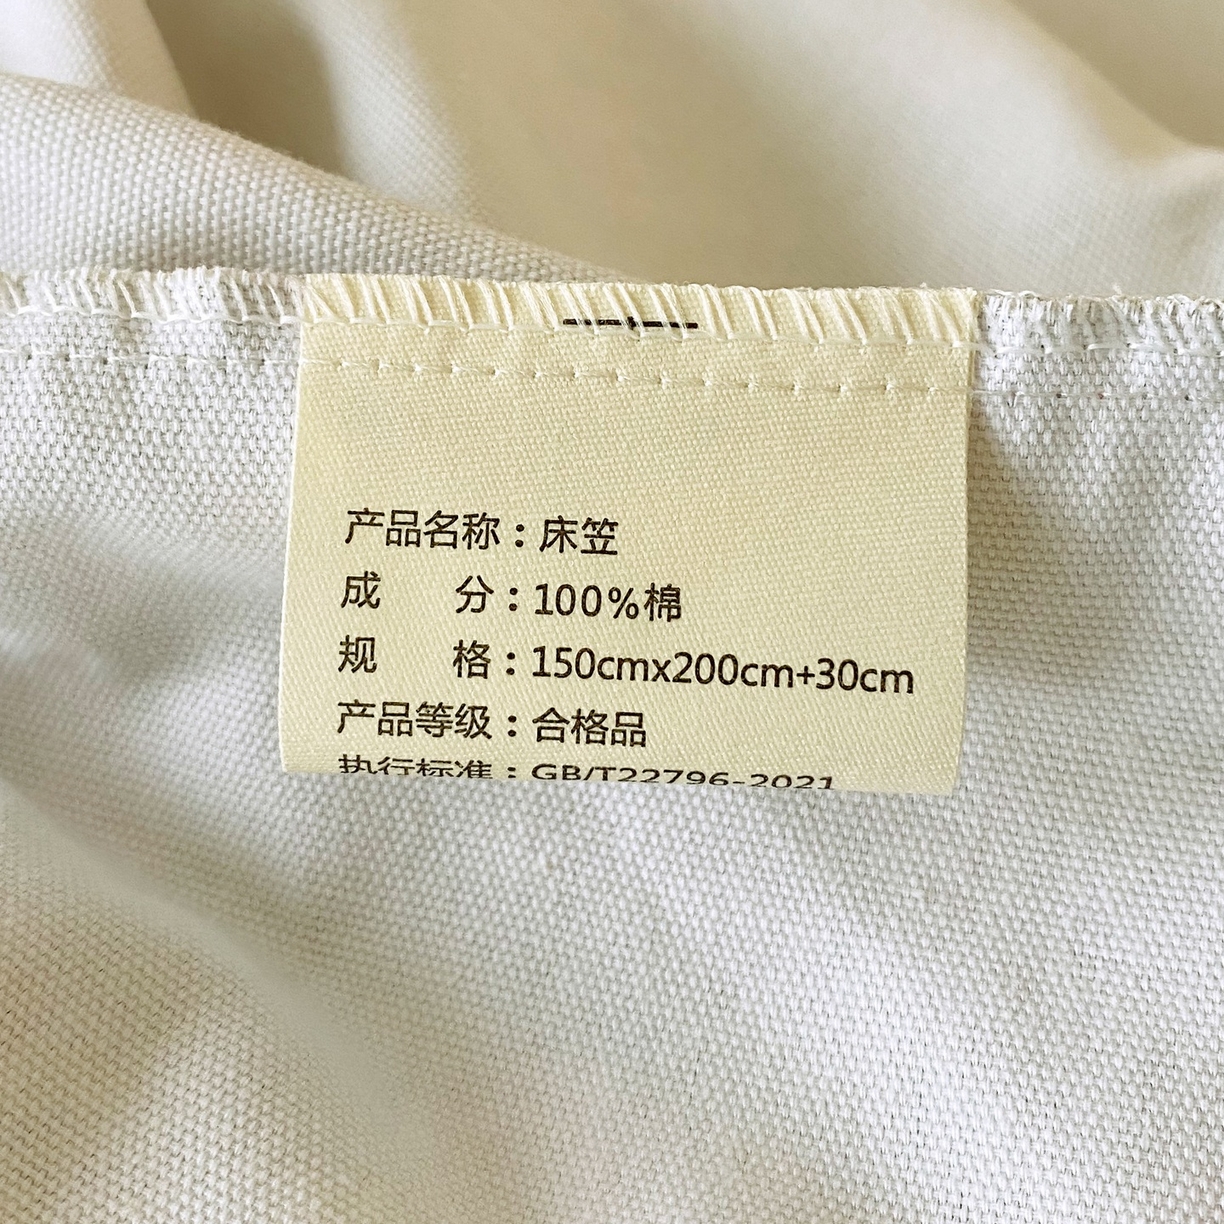 产品名称：床笠
成 分：100%棉
规 格：150cmx200cm+30cm
产品等级：合格品
执行标准：GB/T22796-2021